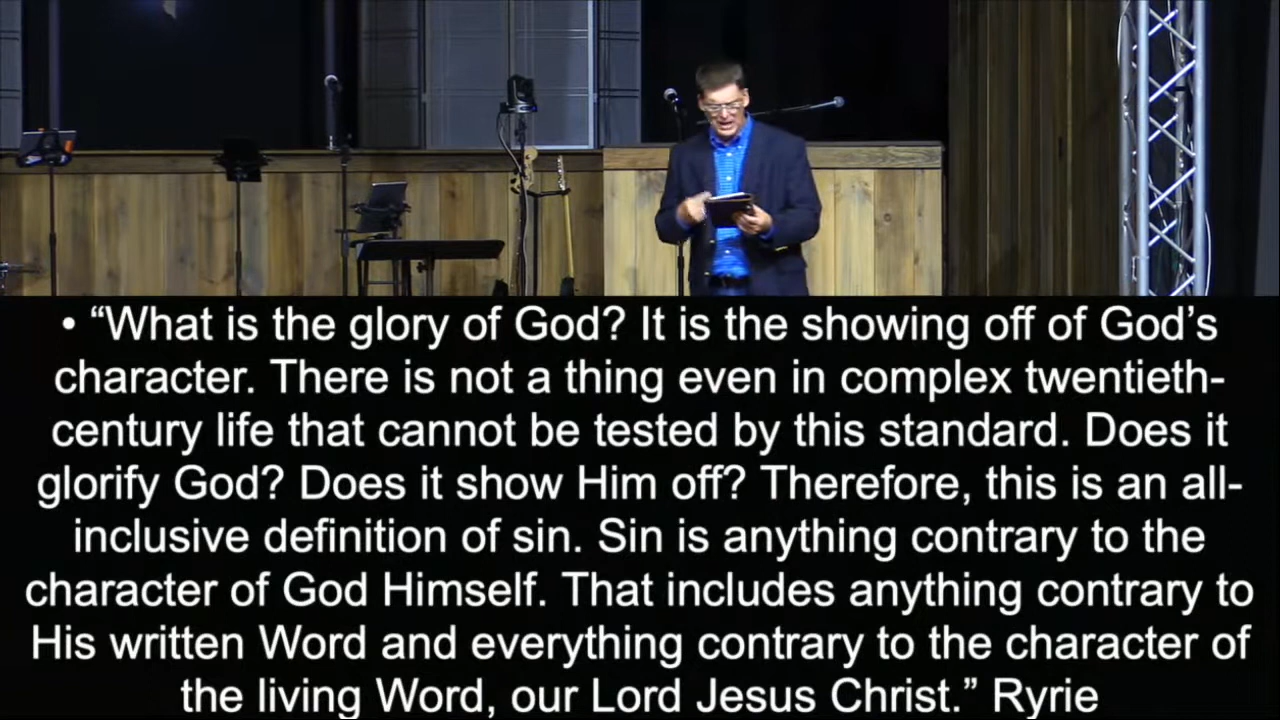 • “What is the glory of God? It is the showing off of God’s
character. There is not a thing even in complex twentieth-
century life that cannot be tested by this standard. Does it
glorify God? Does it show Him off? Therefore, this is an all-
inclusive definition of sin. Sin is anything contrary to the
character of God Himself. That includes anything contrary to
His written Word and everything contrary to the character of
the living Word, our Lord Jesus Christ.” Ryrie